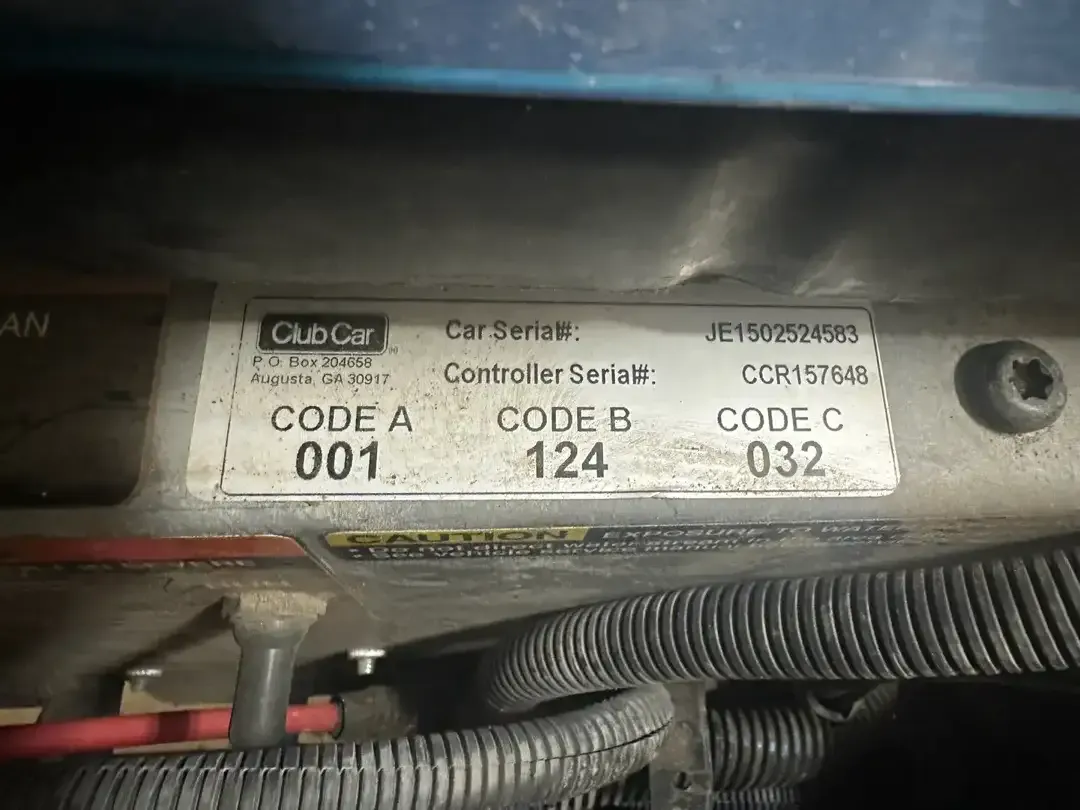 AN
Club Car
P.O. Box 204658
Augusta, GA 30917
Car Serial#: JE1502524583
Controller Serial#: CCR157648
CODE A CODE B CODE C
001 124 032
CAUTION